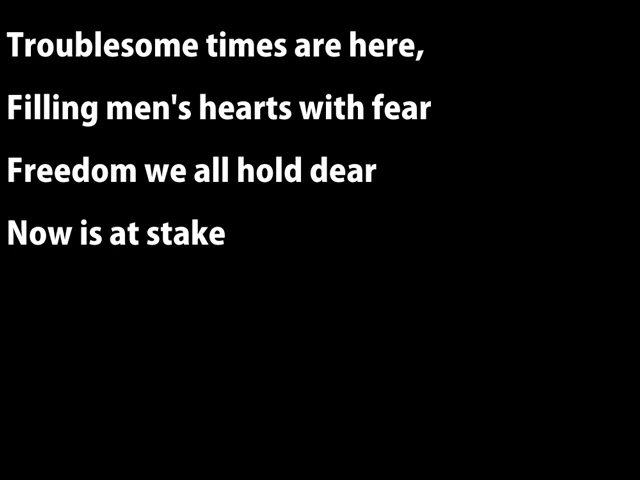 Troublesome times are here,
Filling men's hearts with fear
Freedom we all hold dear
Now is at stake